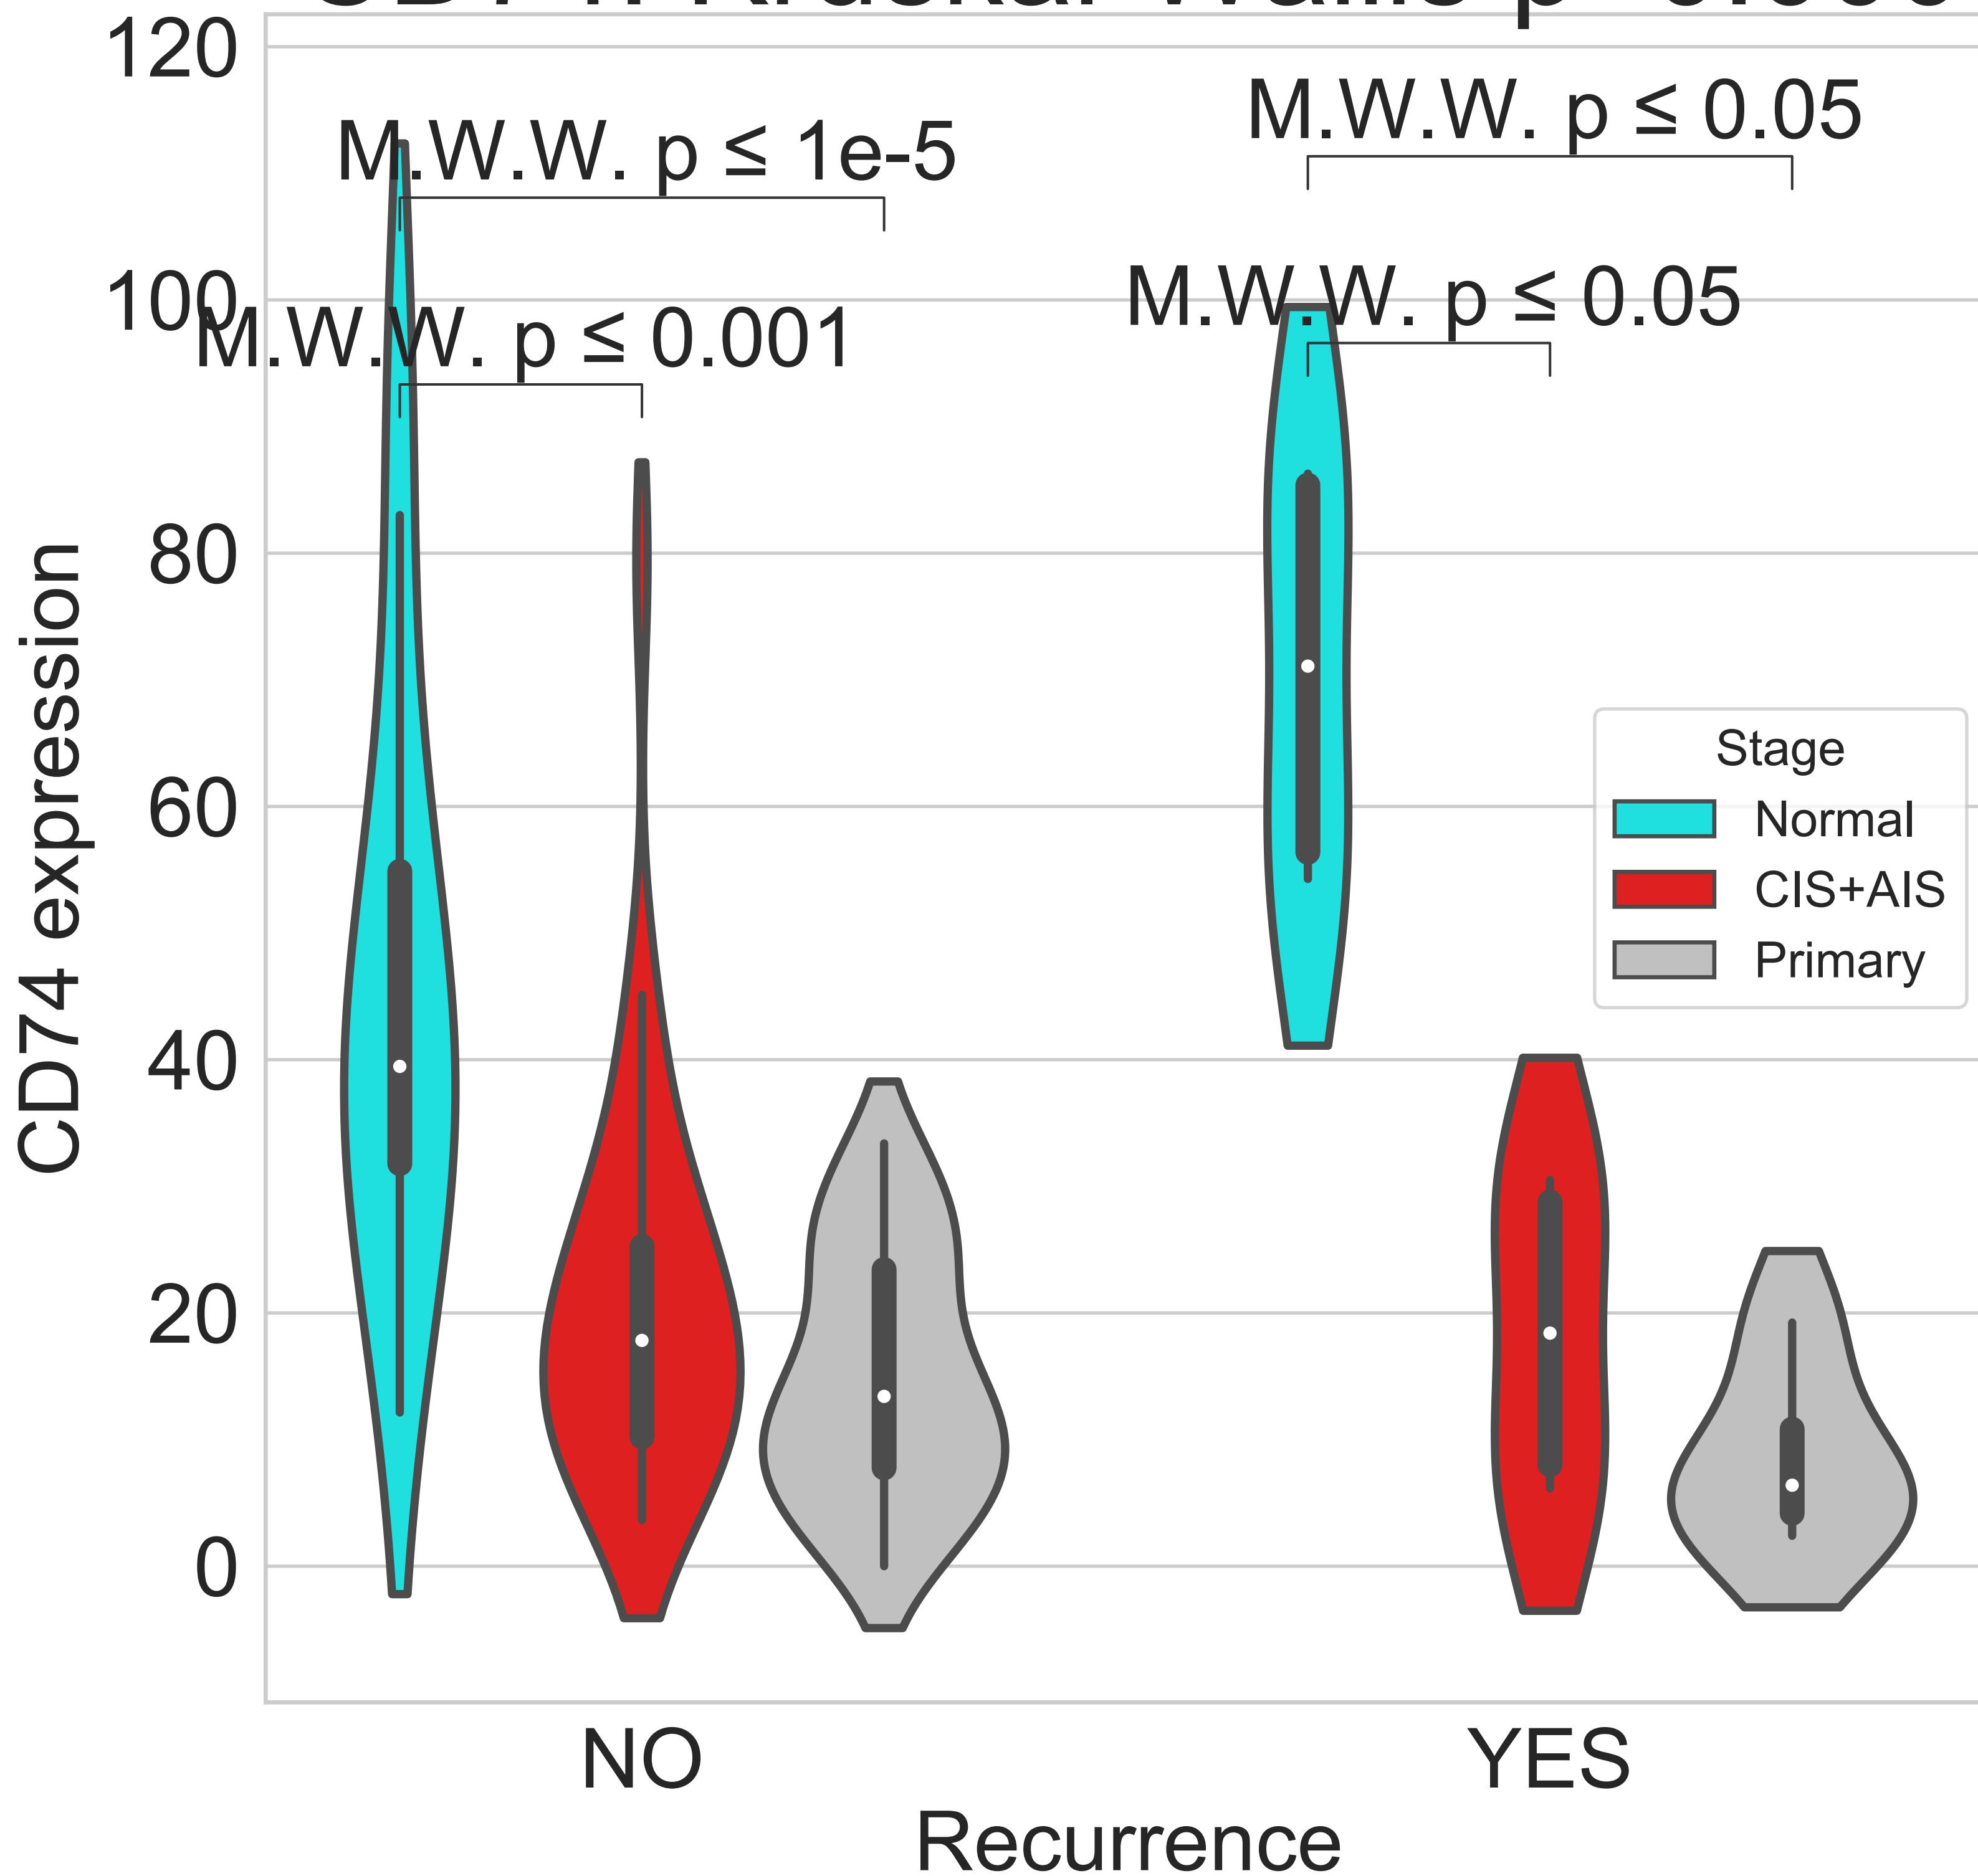 120
M.W.W. p ≤ 0.05
M.W.W. p ≤ 1e-5
100
M.W.W. p ≤ 0.05
M.W.W. p ≤ 0.001
80
60
40
20
0
CD74 expression
Stage
Normal
CIS+AIS
Primary
NO
YES
Recurrence